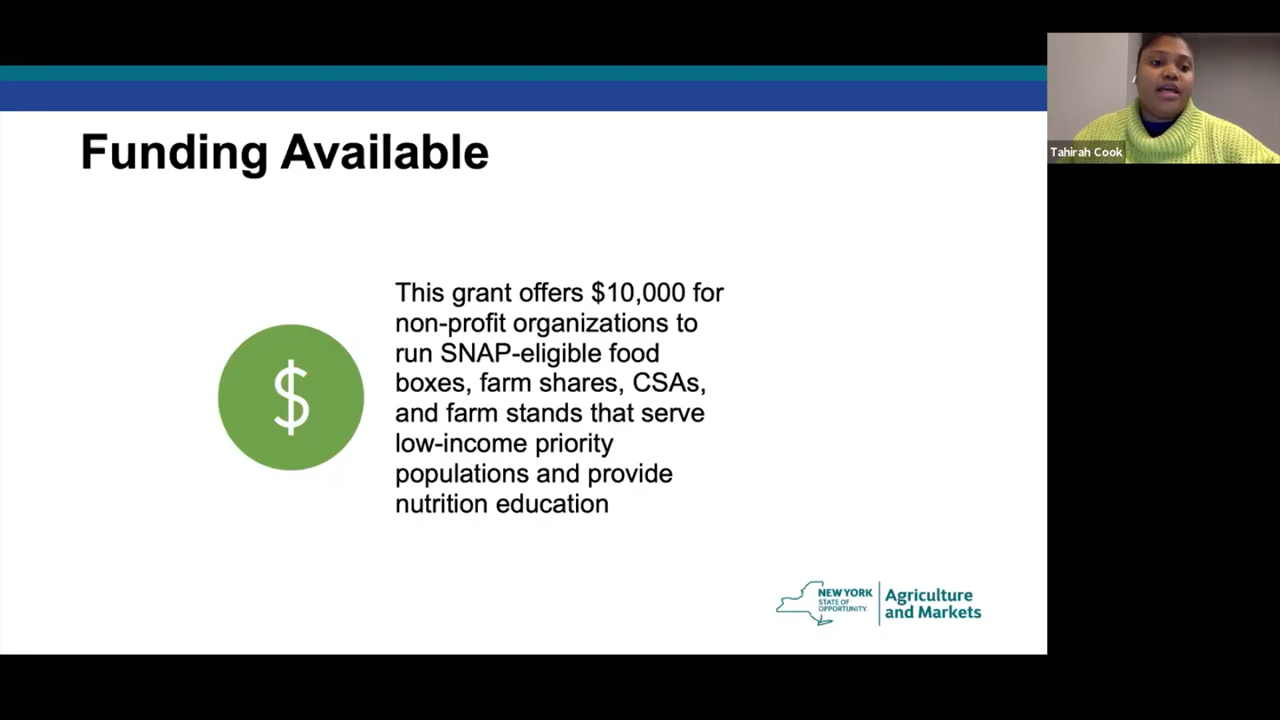 Funding Available
This grant offers $10,000 for
non-profit organizations to
run SNAP-eligible food
boxes, farm shares, CSAs,
and farm stands that serve
low-income priority
populations and provide
nutrition education
$
NEW YORK
STATE OF
OPPORTUNITY.
Agriculture
and Markets
Tahirah Cook